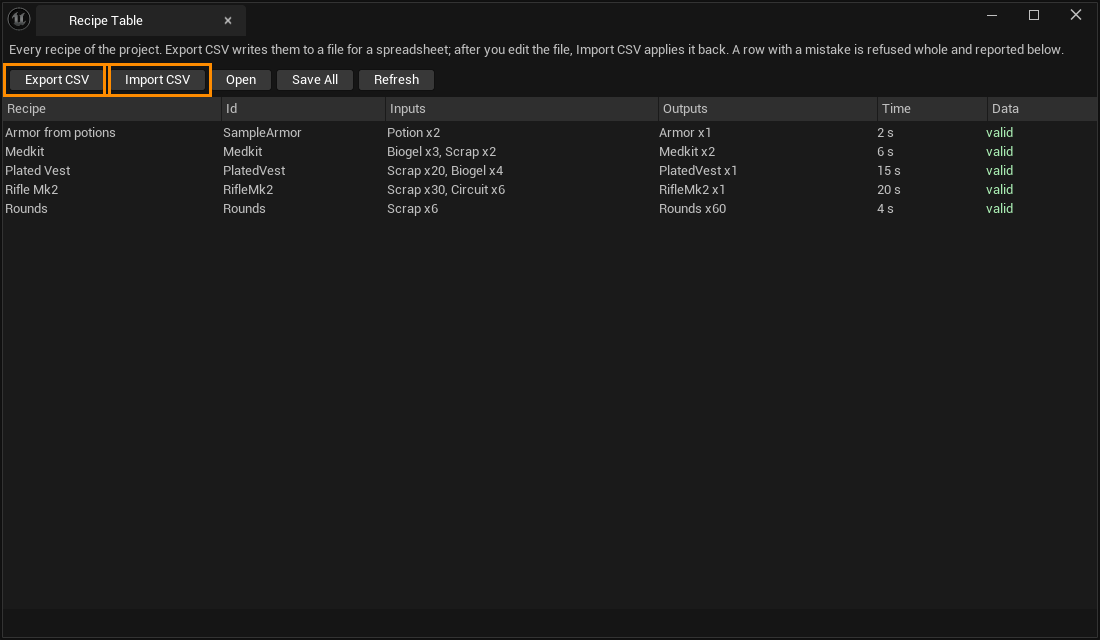 Recipe Table
Every recipe of the project. Export CSV writes them to a file for a spreadsheet; after you edit the file, Import CSV applies it back. A row with a mistake is refused whole and reported below.
Export CSV Import CSV Open Save All Refresh
Recipe Id Inputs Outputs Time Data
Armor from potions SampleArmor Potion x2 Armor x1 2 s valid
Medkit Medkit Biogel x3, Scrap x2 Medkit x2 6 s valid
Plated Vest PlatedVest Scrap x20, Biogel x4 PlatedVest x1 15 s valid
Rifle Mk2 RifleMk2 Scrap x30, Circuit x6 RifleMk2 x1 20 s valid
Rounds Rounds Scrap x6 Rounds x60 4 s valid